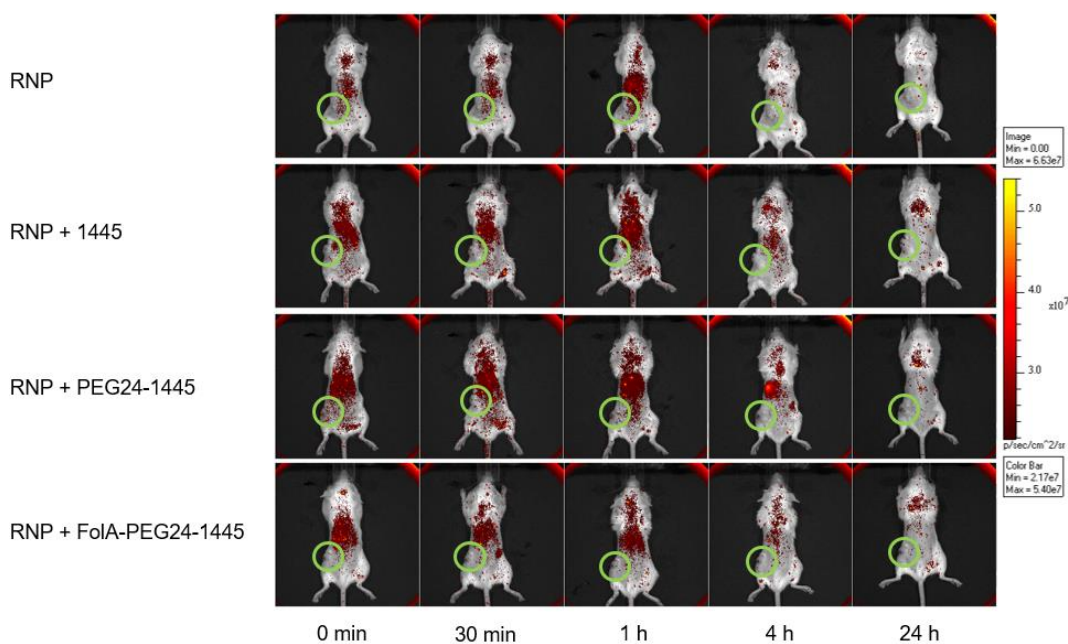 RNP
Image
Min = 0.00
Max = 6.63e7
RNP + 1445
5.0
4.0
x10^7
RNP + PEG24-1445
3.0
p/sec/cm^2/sr
Color Bar
Min = 2.17e7
Max = 5.40e7
RNP + FolA-PEG24-1445
0 min 30 min 1 h 4 h 24 h